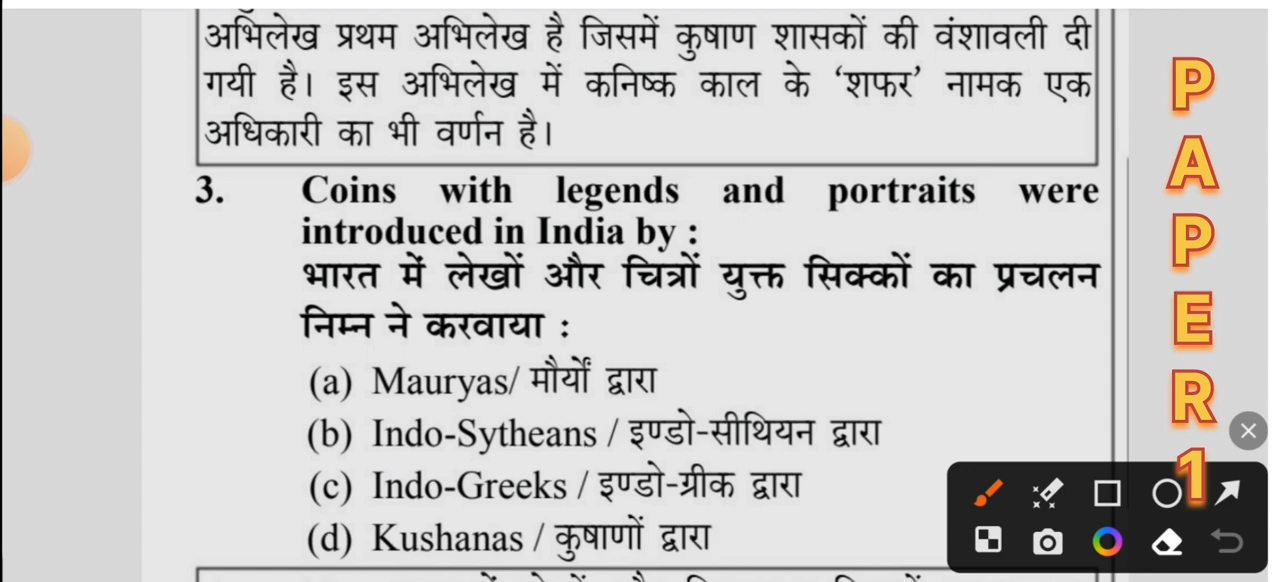 अभिलेख प्रथम अभिलेख है जिसमें कुषाण शासकों की वंशावली दी
गयी है। इस अभिलेख में कनिष्क काल के ‘शफर’ नामक एक
अधिकारी का भी वर्णन है।
3. Coins with legends and portraits were
introduced in India by :
भारत में लेखों और चित्रों युक्त सिक्कों का प्रचलन
निम्न ने करवाया :
(a) Mauryas/ मौर्यों द्वारा
(b) Indo-Sytheans / इण्डो-सीथियन द्वारा
(c) Indo-Greeks / इण्डो-ग्रीक द्वारा
(d) Kushanas / कुषाणों द्वारा
PAPER1